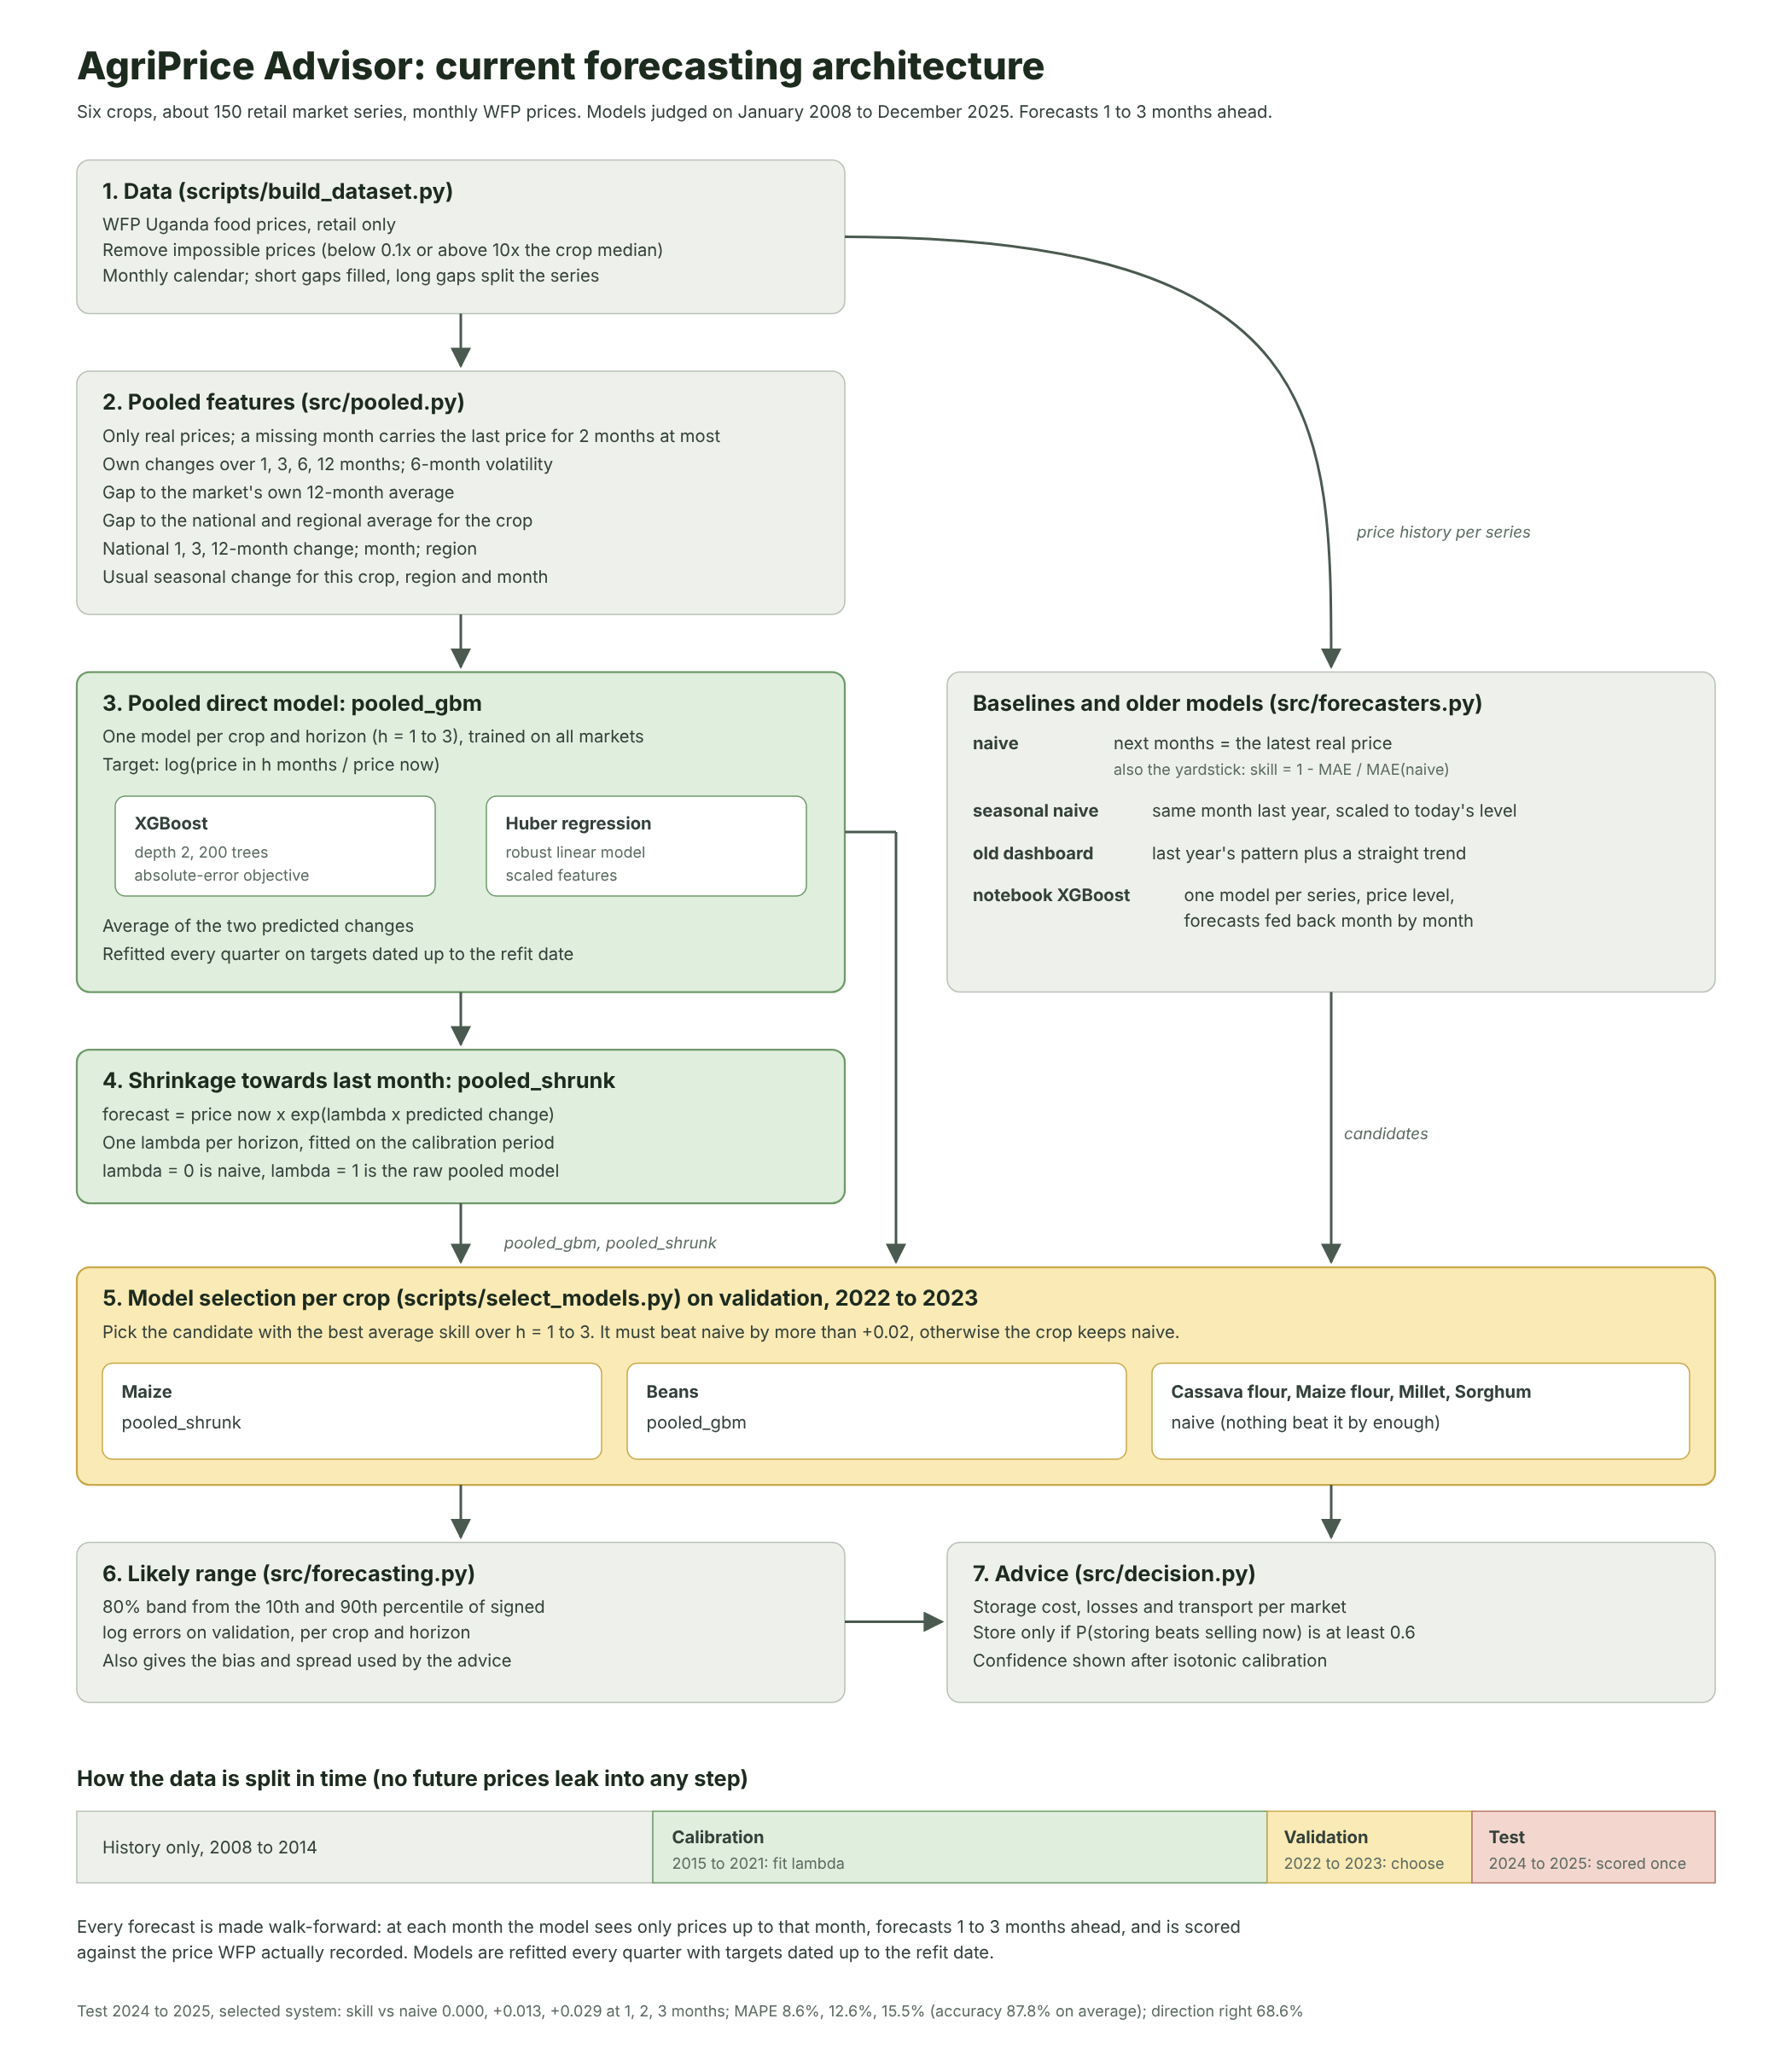 AgriPrice Advisor: current forecasting architecture
Six crops, about 150 retail market series, monthly WFP prices. Models judged on January 2008 to December 2025. Forecasts 1 to 3 months ahead.
1. Data (scripts/build_dataset.py)
WFP Uganda food prices, retail only
Remove impossible prices (below 0.1x or above 10x the crop median)
Monthly calendar; short gaps filled, long gaps split the series
2. Pooled features (src/pooled.py)
Only real prices; a missing month carries the last price for 2 months at most
Own changes over 1, 3, 6, 12 months; 6-month volatility
Gap to the market's own 12-month average
Gap to the national and regional average for the crop
National 1, 3, 12-month change; month; region
Usual seasonal change for this crop, region and month
price history per series
3. Pooled direct model: pooled_gbm
One model per crop and horizon (h = 1 to 3), trained on all markets
Target: log(price in h months / price now)
XGBoost
depth 2, 200 trees
absolute-error objective
Huber regression
robust linear model
scaled features
Average of the two predicted changes
Refitted every quarter on targets dated up to the refit date
Baselines and older models (src/forecasters.py)
naive next months = the latest real price
also the yardstick: skill = 1 - MAE / MAE(naive)
seasonal naive same month last year, scaled to today's level
old dashboard last year's pattern plus a straight trend
notebook XGBoost one model per series, price level,
forecasts fed back month by month
4. Shrinkage towards last month: pooled_shrunk
forecast = price now x exp(lambda x predicted change)
One lambda per horizon, fitted on the calibration period
lambda = 0 is naive, lambda = 1 is the raw pooled model
candidates
pooled_gbm, pooled_shrunk
5. Model selection per crop (scripts/select_models.py) on validation, 2022 to 2023
Pick the candidate with the best average skill over h = 1 to 3. It must beat naive by more than +0.02, otherwise the crop keeps naive.
Maize
pooled_shrunk
Beans
pooled_gbm
Cassava flour, Maize flour, Millet, Sorghum
naive (nothing beat it by enough)
6. Likely range (src/forecasting.py)
80% band from the 10th and 90th percentile of signed
log errors on validation, per crop and horizon
Also gives the bias and spread used by the advice
7. Advice (src/decision.py)
Storage cost, losses and transport per market
Store only if P(storing beats selling now) is at least 0.6
Confidence shown after isotonic calibration
How the data is split in time (no future prices leak into any step)
History only, 2008 to 2014
Calibration
2015 to 2021: fit lambda
Validation
2022 to 2023: choose
Test
2024 to 2025: scored once
Every forecast is made walk-forward: at each month the model sees only prices up to that month, forecasts 1 to 3 months ahead, and is scored
against the price WFP actually recorded. Models are refitted every quarter with targets dated up to the refit date.
Test 2024 to 2025, selected system: skill vs naive 0.000, +0.013, +0.029 at 1, 2, 3 months; MAPE 8.6%, 12.6%, 15.5% (accuracy 87.8% on average); direction right 68.6%